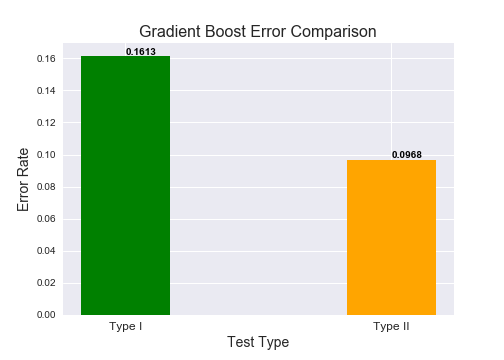 Gradient Boost Error Comparison
0.16
0.14
0.12
0.10
0.08
0.06
0.04
0.02
0.00
Error Rate
0.1613
0.0968
Type I
Type II
Test Type